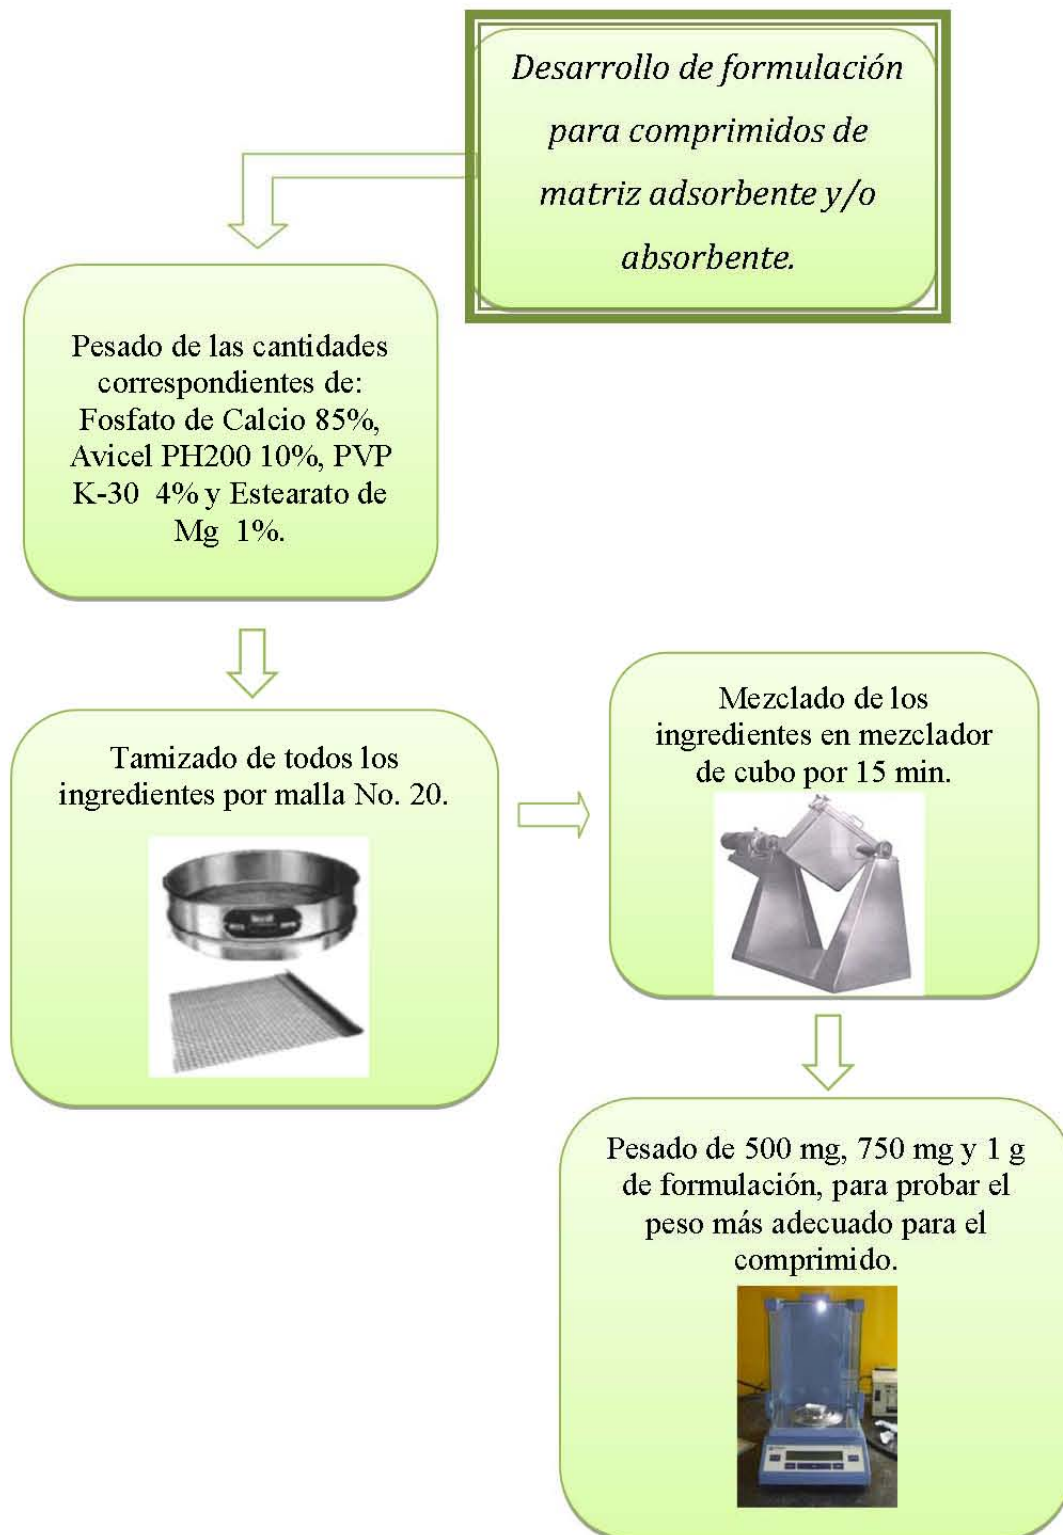 Desarrollo de formulación
para comprimidos de
matriz adsorbente y/o
absorbente.
Pesado de las cantidades
correspondientes de:
Fosfato de Calcio 85%,
Avicel PH200 10%, PVP
K-30 4% y Estearato de
Mg 1%.
Tamizado de todos los
ingredientes por malla No. 20.
Mezclado de los
ingredientes en mezclador
de cubo por 15 min.
Pesado de 500 mg, 750 mg y 1 g
de formulación, para probar el
peso más adecuado para el
comprimido.